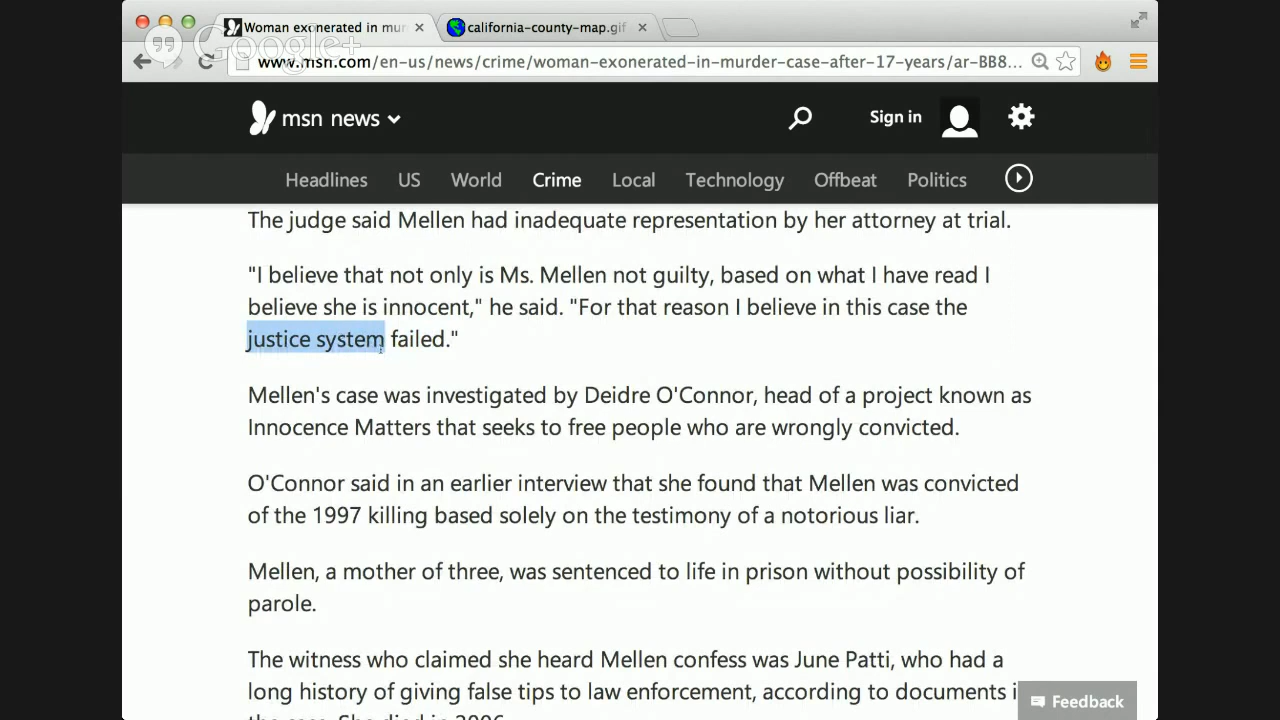 Woman exonerated in mur
california-county-map.gif
Google+
www.msn.com/en-us/news/crime/woman-exonerated-in-murder-case-after-17-years/ar-BB8...
msn news
Sign in
Headlines US World Crime Local Technology Offbeat Politics
The judge said Mellen had inadequate representation by her attorney at trial.
"I believe that not only is Ms. Mellen not guilty, based on what I have read I
believe she is innocent," he said. "For that reason I believe in this case the
justice system failed."
Mellen's case was investigated by Deidre O'Connor, head of a project known as
Innocence Matters that seeks to free people who are wrongly convicted.
O'Connor said in an earlier interview that she found that Mellen was convicted
of the 1997 killing based solely on the testimony of a notorious liar.
Mellen, a mother of three, was sentenced to life in prison without possibility of
parole.
The witness who claimed she heard Mellen confess was June Patti, who had a
long history of giving false tips to law enforcement, according to documents i
the case. She died in 2006
Feedback